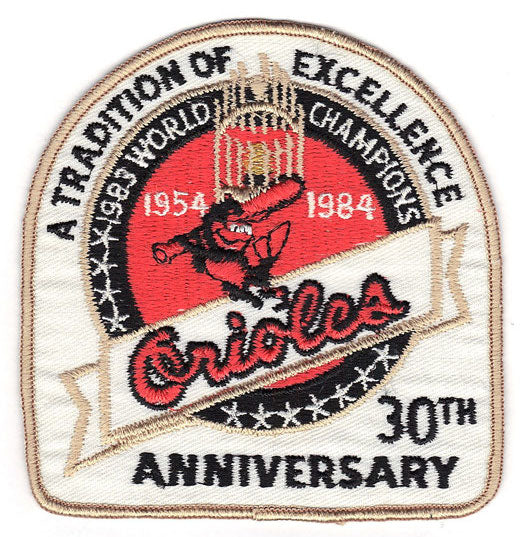 A TRADITION OF EXCELLENCE
1983 WORLD CHAMPIONS
1954 1984
Orioles
30TH
ANNIVERSARY